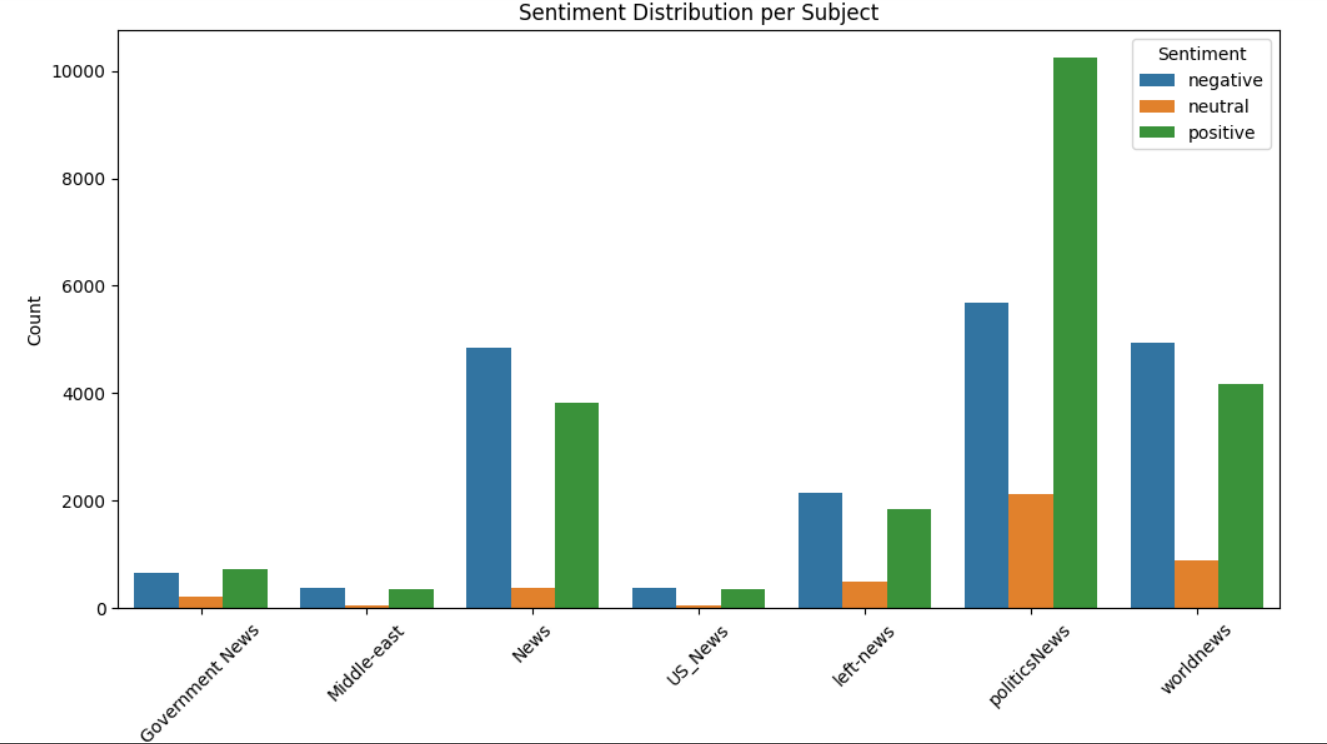 Sentiment Distribution per Subject
Sentiment
negative
neutral
positive
10000
8000
6000
4000
2000
0
Count
Government News
Middle-east
News
US_News
left-news
politicsNews
worldnews